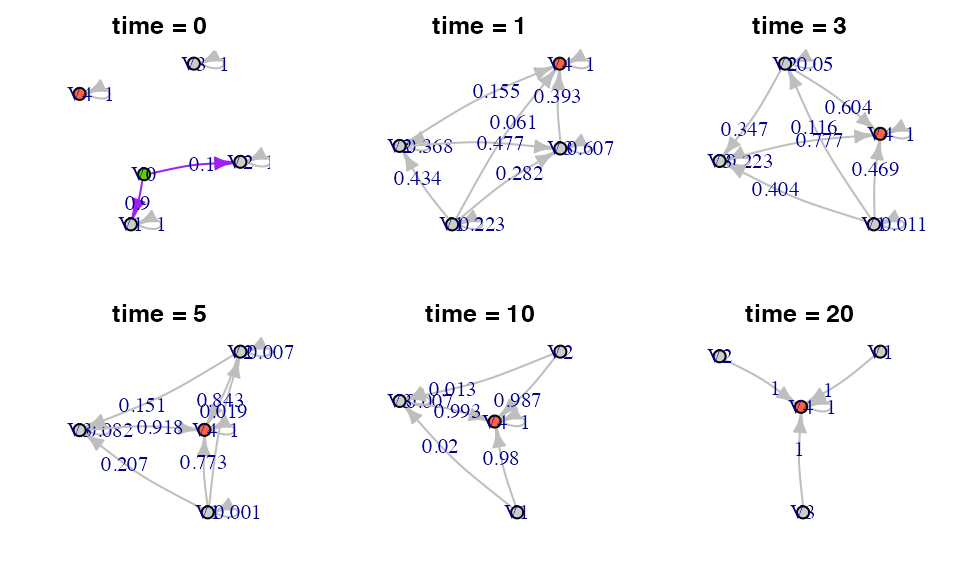 time = 0
V3 1
V4 1
V0
0.1
V2
0.9
V1 1
time = 1
V4 1
0.155
0.393
0.061
V2 0.368
0.477
V3 0.607
0.434
0.282
V1 0.223
time = 3
V2 0.05
0.604
0.347
0.116
V4 1
0.777
V3 0.223
0.469
0.404
V1 0.011
time = 5
V2 0.007
0.151
0.843
0.019
V3 0.082
0.918
V4 1
0.207
0.773
V1 0.001
time = 10
V2
0.013
0.987
V3 0.007
0.993
V4 1
0.02
0.98
V1
time = 20
V2
V1
1
1
V4 1
1
V3